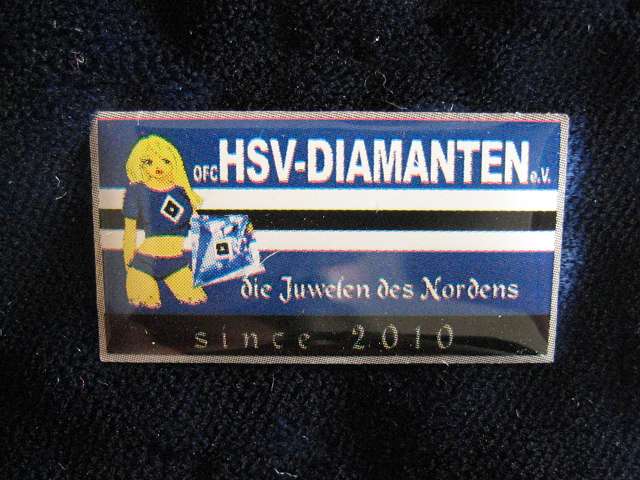 OFC HSV-DIAMANTEN e.V.
die Juwelen des Nordens
since 2010